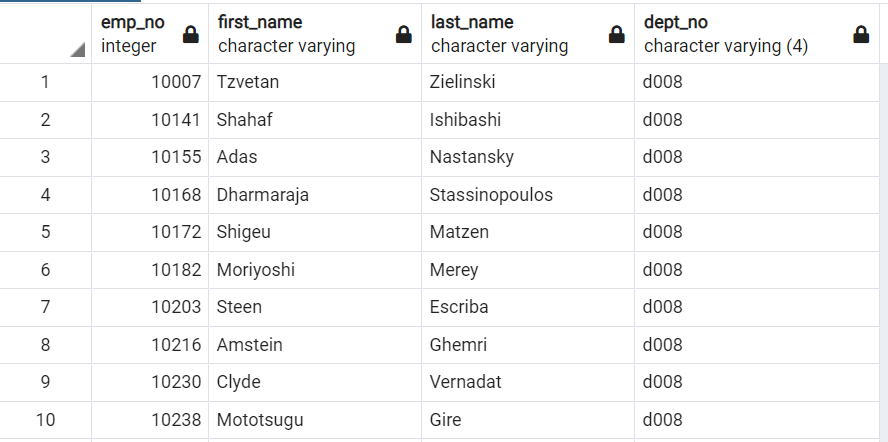 emp_no first_name last_name dept_no
integer character varying character varying character varying (4)
1 10007 Tzvetan Zielinski d008
2 10141 Shahaf Ishibashi d008
3 10155 Adas Nastansky d008
4 10168 Dharmaraja Stassinopoulos d008
5 10172 Shigeu Matzen d008
6 10182 Moriyoshi Merey d008
7 10203 Steen Escriba d008
8 10216 Amstein Ghemri d008
9 10230 Clyde Vernadat d008
10 10238 Mototsugu Gire d008